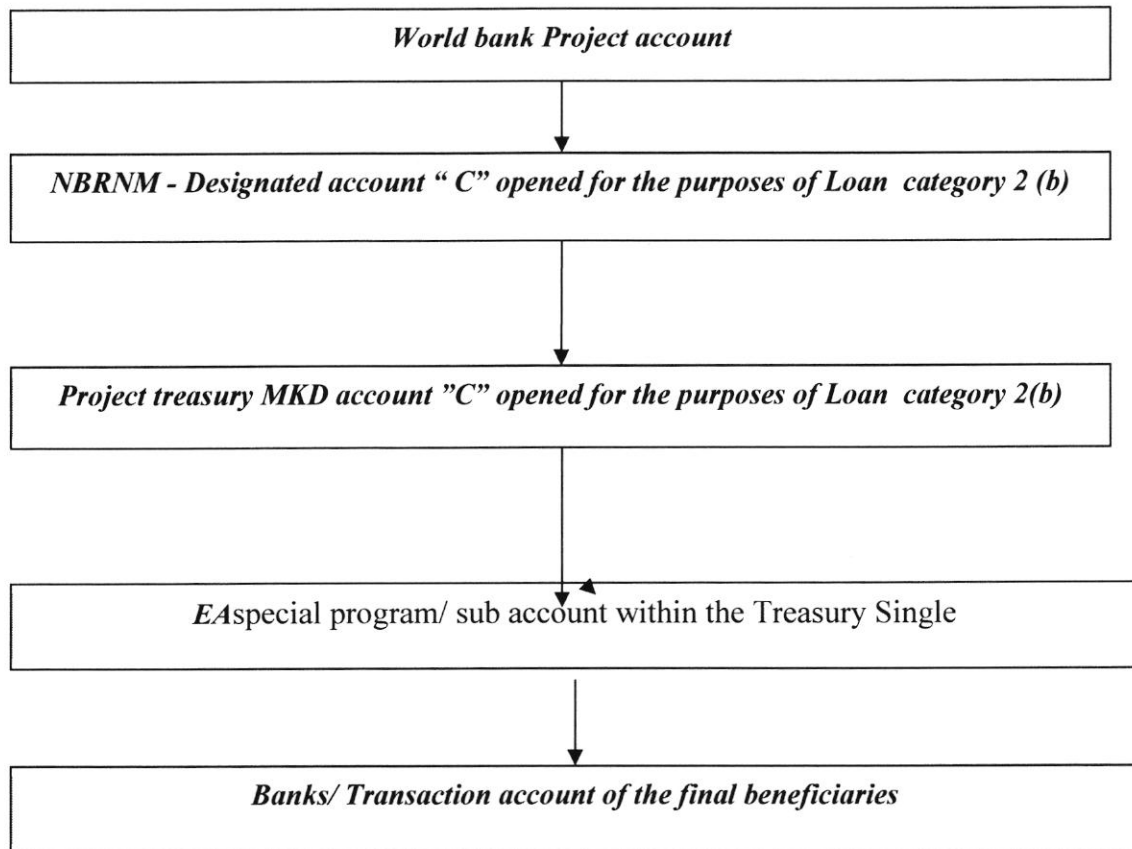 World bank Project account
NBRNM - Designated account “ C” opened for the purposes of Loan category 2 (b)
Project treasury MKD account ”C” opened for the purposes of Loan category 2(b)
EAspecial program/ sub account within the Treasury Single
Banks/ Transaction account of the final beneficiaries